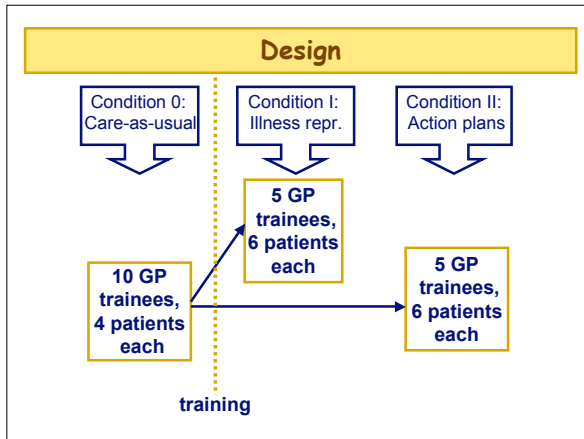 Design
Condition 0:
Care-as-usual
Condition I:
Illness repr.
Condition II:
Action plans
5 GP
trainees,
6 patients
each
10 GP
trainees,
4 patients
each
5 GP
trainees,
6 patients
each
training